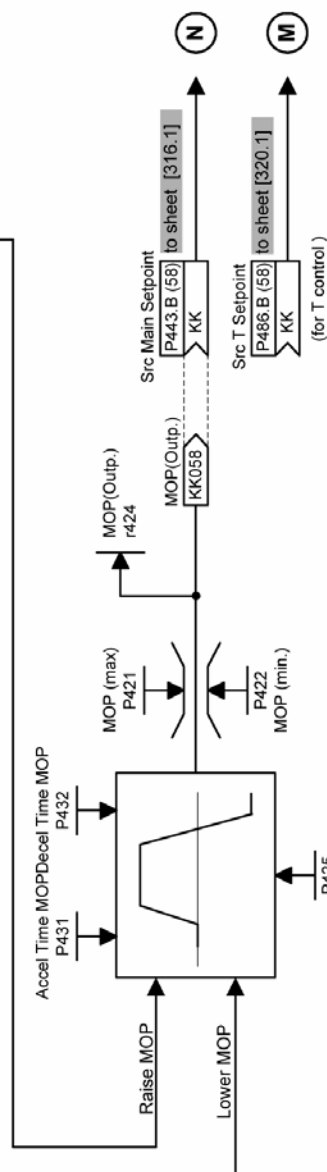 Accel Time MOP
Decel Time MOP
P431
P432
Raise MOP
Lower MOP
MOP (max)
P421
P422
MOP (min.)
MOP(Outp.)
r424
MOP(Outp.)
KK058
Src Main Setpoint
P443.B (58) to sheet [316.1]
KK
N
Src T Setpoint
P486.B (58) to sheet [320.1]
KK
(for T control )
M